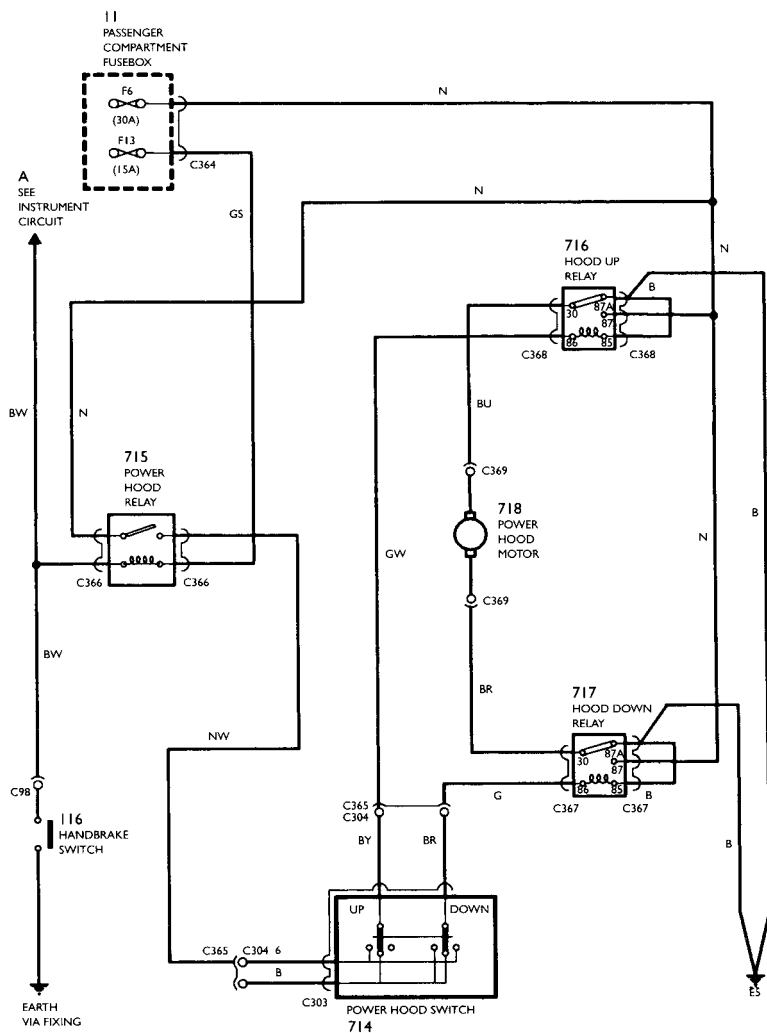 11
PASSENGER
COMPARTMENT
FUSEBOX
F6
(30A)
F13
(15A)
C364
N
A
SEE
INSTRUMENT
CIRCUIT
GS
N
716
HOOD UP
RELAY
N
B
30
87A
87
86
85
C368
C368
BW
N
BU
715
POWER
HOOD
RELAY
C369
718
POWER
HOOD
MOTOR
B
GW
N
C366
C366
C369
BW
BR
717
HOOD DOWN
RELAY
NW
30
87A
87
86
85
G
C367
C367
B
C98
116
HANDBRAKE
SWITCH
C365
C304
BY
BR
B
UP
DOWN
C365
C304
6
B
C303
EARTH
VIA FIXING
POWER HOOD SWITCH
714
E5